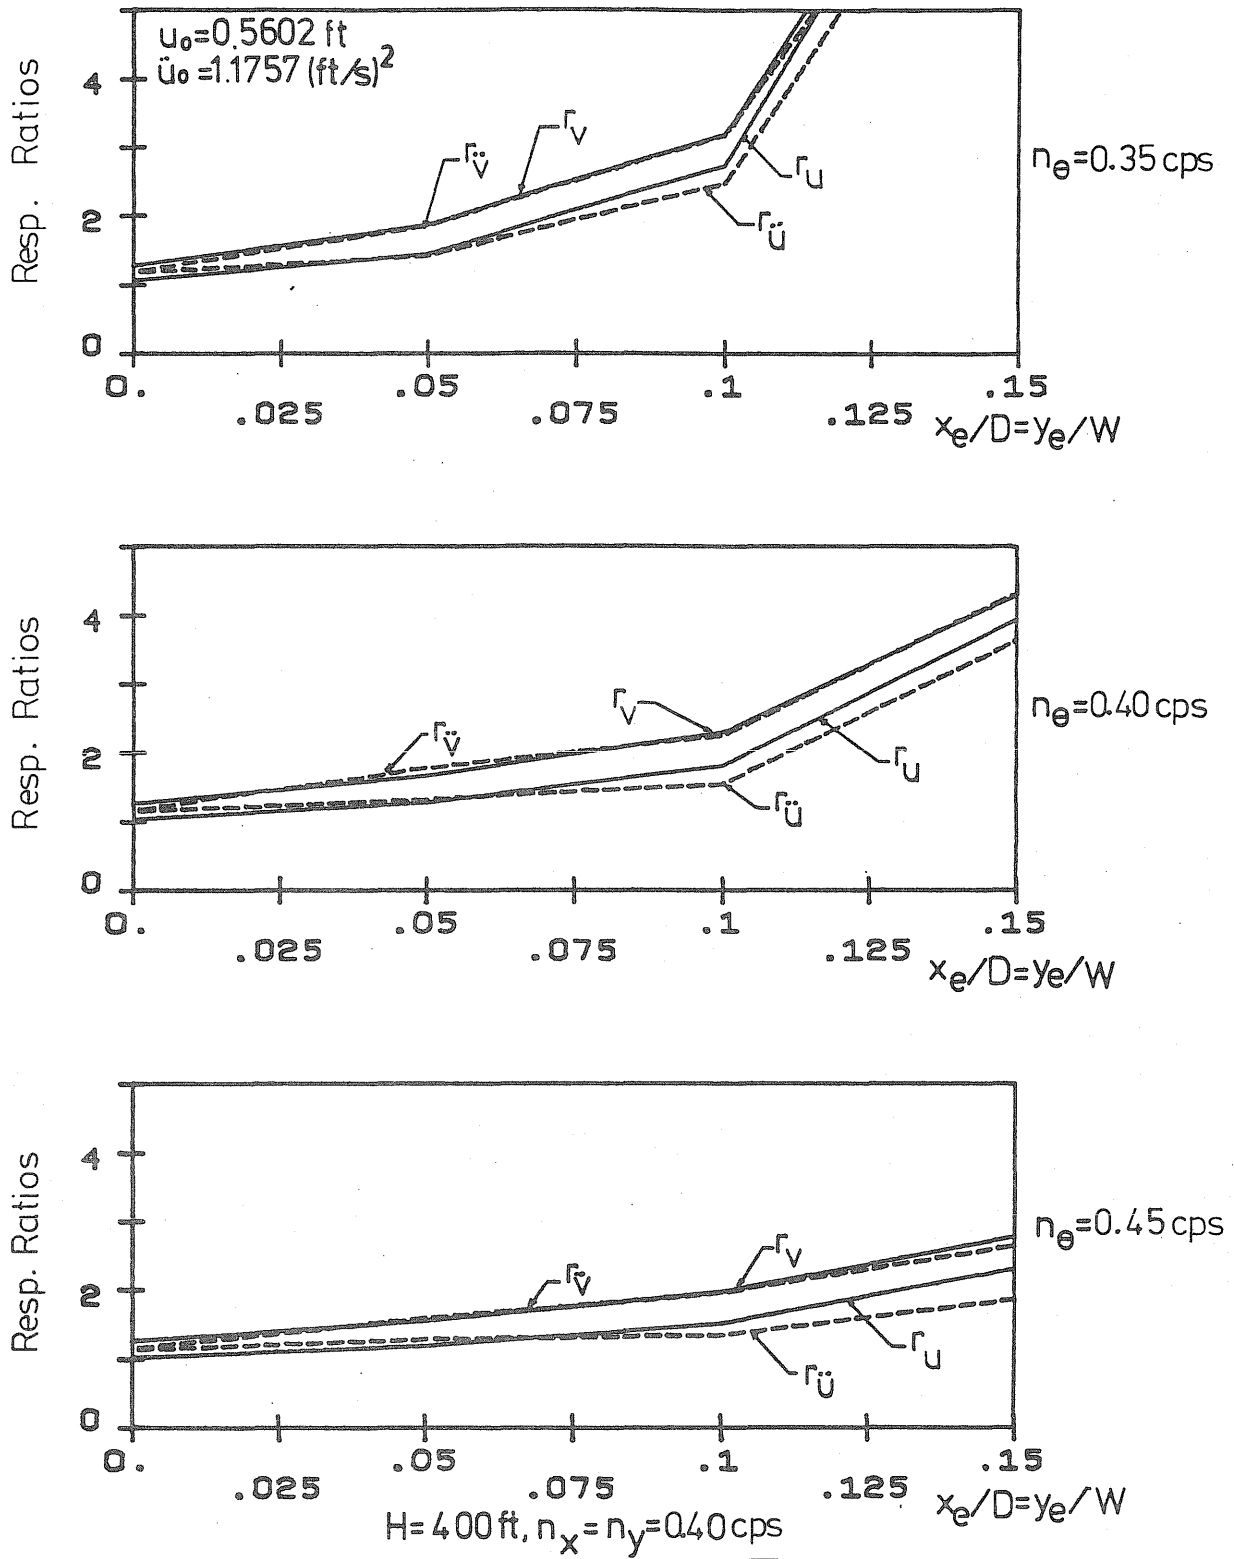 u₀=0.5602 ft
ü₀=1.1757 (ft/s)²
Resp. Ratios
4
2
0
r_v̈
r_v
r_u
r_ü
n_θ=0.35 cps
0. .05 .1 .15
.025 .075 .125
x_e/D=y_e/W
Resp. Ratios
4
2
0
r_v̈
r_v
r_u
r_ü
n_θ=0.40 cps
0. .05 .1 .15
.025 .075 .125
x_e/D=y_e/W
Resp. Ratios
4
2
0
r_v̈
r_v
r_u
r_ü
n_θ=0.45 cps
0. .05 .1 .15
.025 .075 .125
x_e/D=y_e/W
H=400 ft, n_x=n_y=0.40 cps